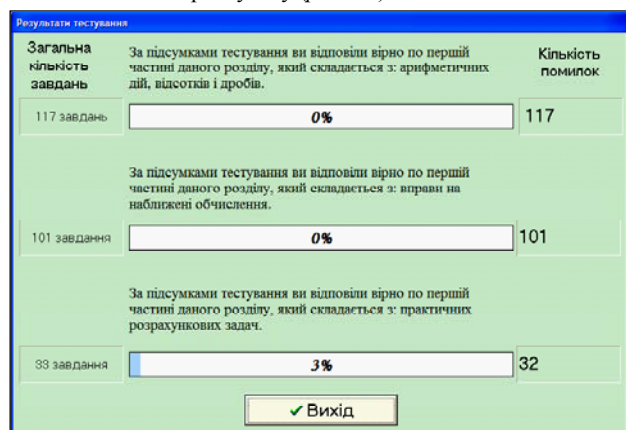 Результати тестування
Загальна
кількість
завдань
За підсумками тестування ви відповіли вірно по першій
частині даного розділу, який складається з: арифметичних
дій, відсотків і дробів.
Кількість
помилок
117 завдань
0%
117
За підсумками тестування ви відповіли вірно по першій
частині даного розділу, який складається з: вправи на
наближені обчислення.
101 завдання
0%
101
За підсумками тестування ви відповіли вірно по першій
частині даного розділу, який складається з: практичних
розрахункових задач.
33 завдання
3%
32
Вихід